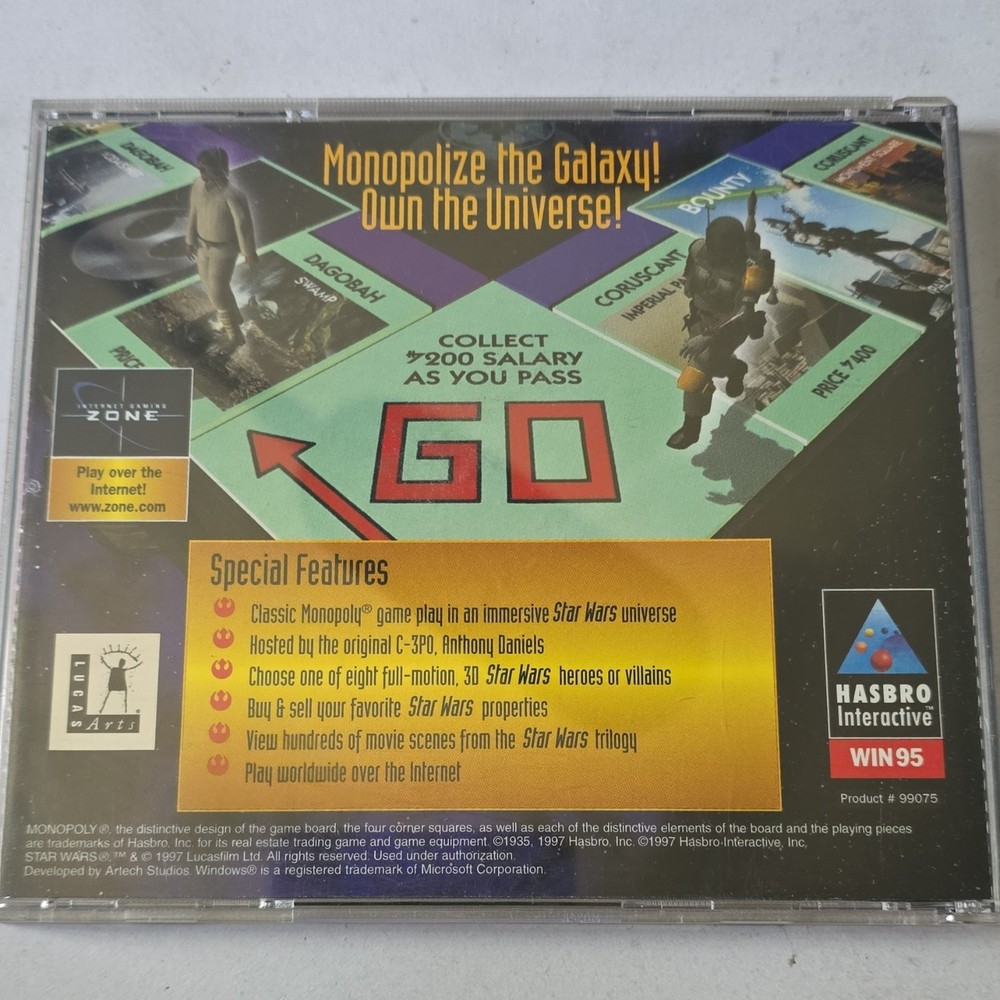 Monopolize the Galaxy!
Own the Universe!
DAGOBAH
BOUNTY
CORUSCANT
DAGOBAH
SWAMP
CORUSCANT
IMPERIAL
PRICE
PRICE 400
COLLECT
200 SALARY
AS YOU PASS
GO
INTERNET GAMING
ZONE
Play over the
Internet!
www.zone.com
Special Features
Classic Monopoly® game play in an immersive Star Wars universe
Hosted by the original C-3PO, Anthony Daniels
Choose one of eight full-motion, 3D Star Wars heroes or villains
Buy & sell your favorite Star Wars properties
View hundreds of movie scenes from the Star Wars trilogy
Play worldwide over the Internet
LUCAS
Arts
HASBRO
Interactive™
WIN 95
Product # 99075
MONOPOLY®, the distinctive design of the game board, the four corner squares, as well as each of the distinctive elements of the board and the playing pieces
are trademarks of Hasbro, Inc. for its real estate trading game and game equipment. ©1935, 1997 Hasbro, Inc. ©1997 Hasbro Interactive, Inc.
STAR WARS®, ™ & © 1997 Lucasfilm Ltd. All rights reserved. Used under authorization.
Developed by Artech Studios. Windows® is a registered trademark of Microsoft Corporation.